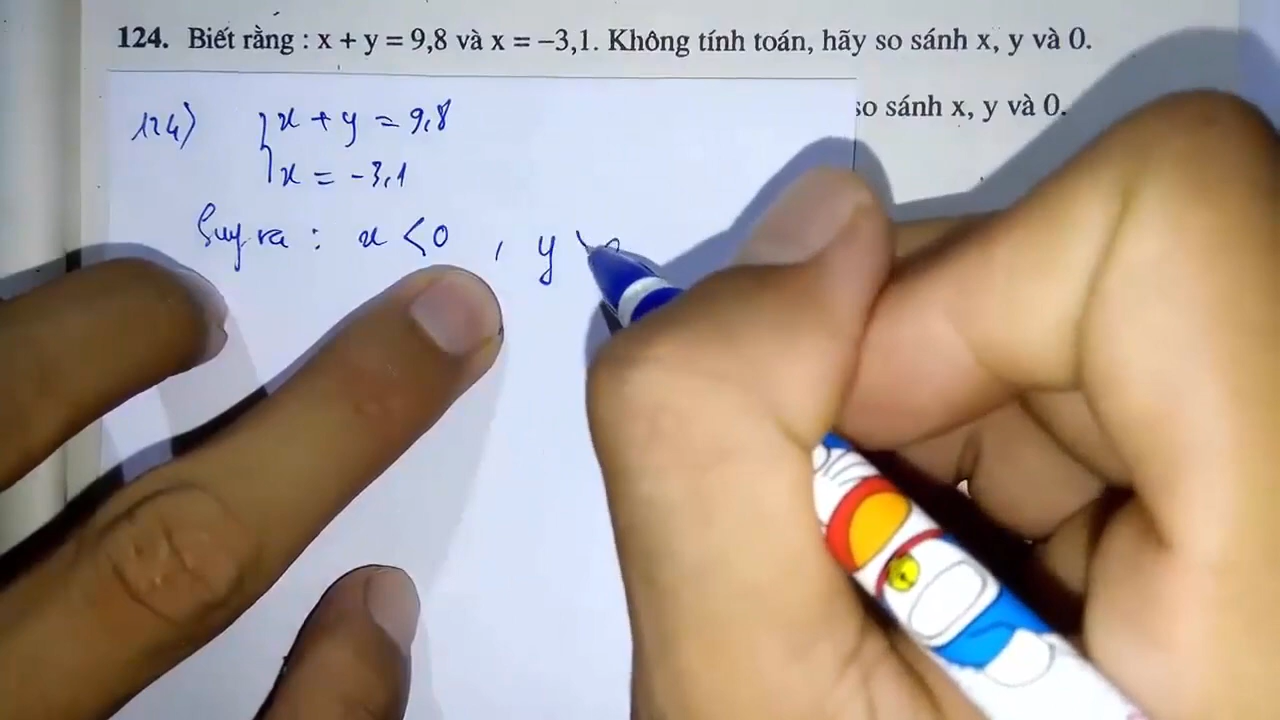 124. Biết rằng : x + y = 9,8 và x = −3,1. Không tính toán, hãy so sánh x, y và 0.
so sánh x, y và 0.
124) x + y = 9,8
x = -3,1
Suy ra : x < 0 , y >